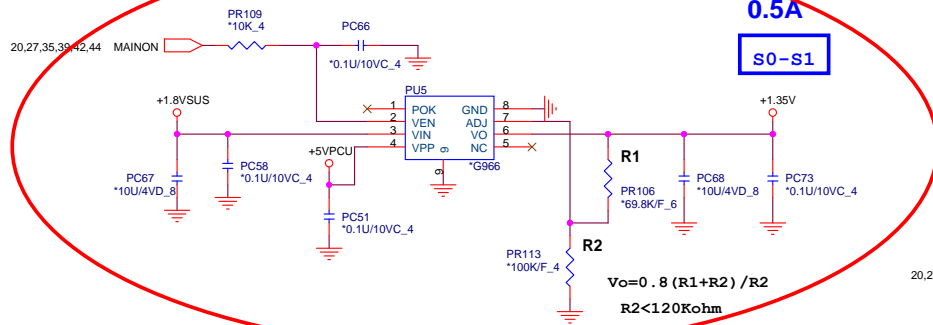 0.5A
S0-S1
PR109
*10K_4
PC66
*0.1U/10VC_4
20,27,35,39,42,44 MAINON
PU5
1 POK GND 8
2 VEN ADJ 7
3 VIN VO 6
4 VPP NC 5
9
9
*G966
+1.8VSUS
+1.35V
+5VPCU
PC67
*10U/4VD_8
PC58
*0.1U/10VC_4
PC51
*0.1U/10VC_4
R1
PR106
*69.8K/F_6
PC68
*10U/4VD_8
PC73
*0.1U/10VC_4
R2
PR113
*100K/F_4
Vo=0.8(R1+R2)/R2
R2<120Kohm
20,2